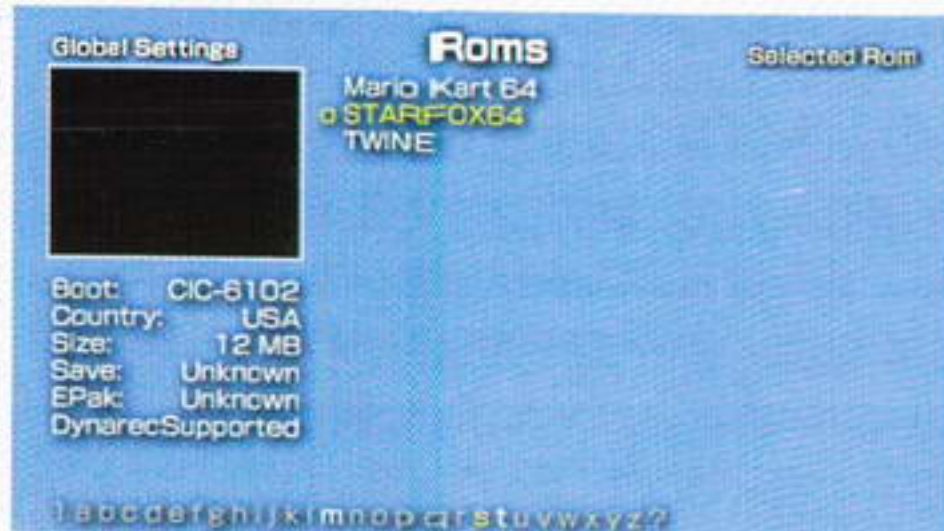 Global Settings
Roms
Selected Rom
Mario Kart 64
STARFOX64
TWINE
Boot: CIC-6102
Country: USA
Size: 12 MB
Save: Unknown
EPak: Unknown
DynarecSupported
1abcdefghijklmnopqrstuvwxyz?